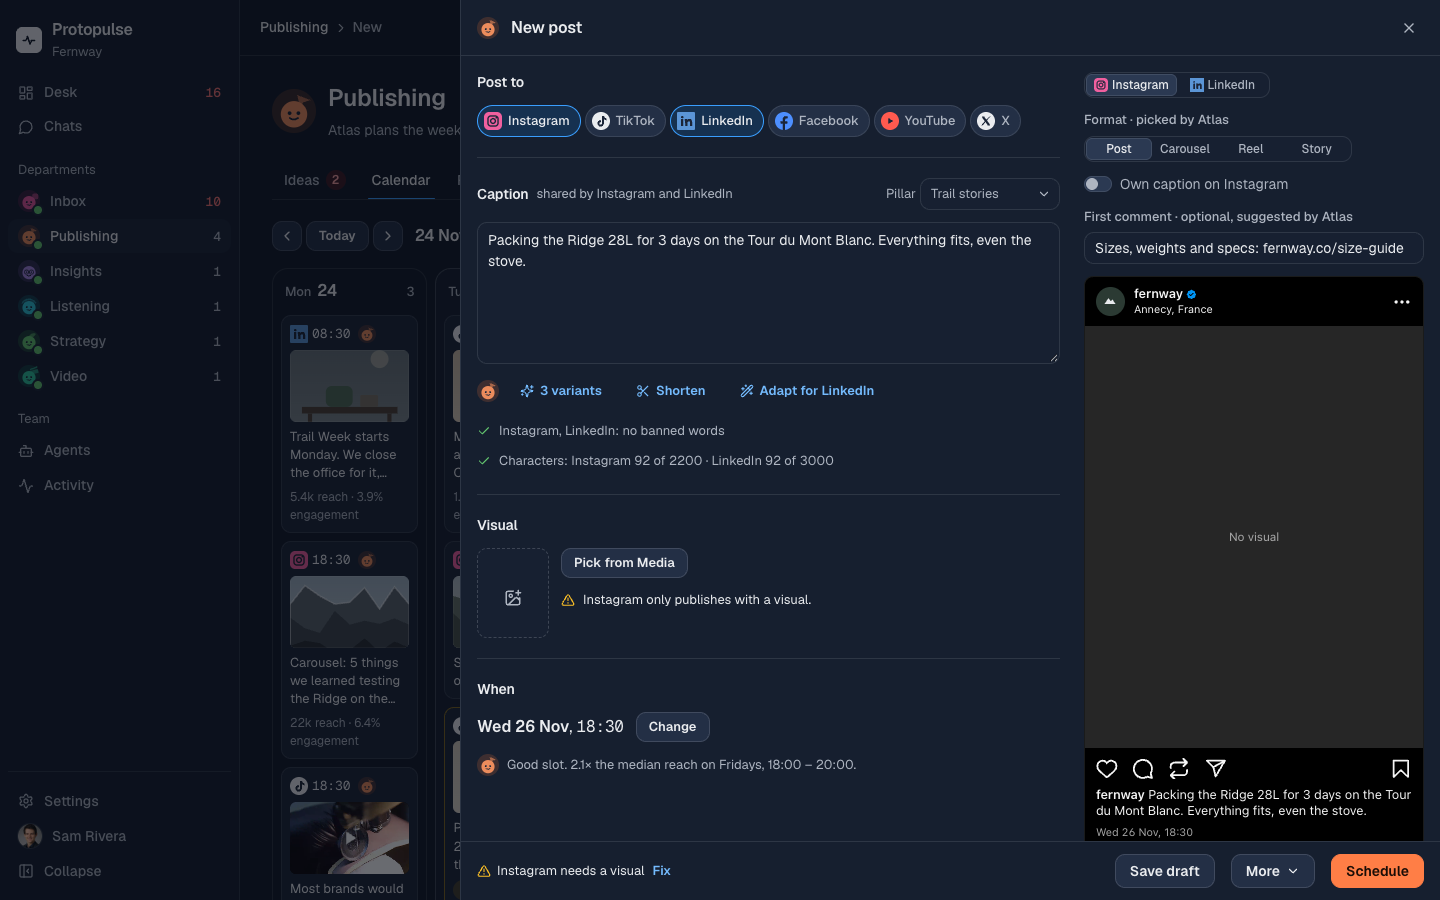 Protopulse
Fernway
Desk 16
Chats
Departments
Inbox 10
Publishing 4
Insights 1
Listening 1
Strategy 1
Video 1
Team
Agents
Activity
Settings
Sam Rivera
Collapse
Publishing > New
Publishing
Atlas plans the week
Ideas 2 Calendar
Today 24 No
Mon 24 3
08:30
Trail Week starts
Monday. We close
the office for it,…
5.4k reach · 3.9%
engagement
18:30
Carousel: 5 things
we learned testing
the Ridge on the…
22k reach · 6.4%
engagement
18:30
Most brands would
New post
Post to
Instagram TikTok LinkedIn Facebook YouTube X
Caption shared by Instagram and LinkedIn Pillar Trail stories
Packing the Ridge 28L for 3 days on the Tour du Mont Blanc. Everything fits, even the
stove.
3 variants Shorten Adapt for LinkedIn
Instagram, LinkedIn: no banned words
Characters: Instagram 92 of 2200 · LinkedIn 92 of 3000
Visual
Pick from Media
Instagram only publishes with a visual.
When
Wed 26 Nov, 18:30 Change
Good slot. 2.1× the median reach on Fridays, 18:00 – 20:00.
Instagram LinkedIn
Format · picked by Atlas
Post Carousel Reel Story
Own caption on Instagram
First comment · optional, suggested by Atlas
Sizes, weights and specs: fernway.co/size-guide
fernway
Annecy, France
No visual
fernway Packing the Ridge 28L for 3 days on the Tour
du Mont Blanc. Everything fits, even the stove.
Wed 26 Nov, 18:30
Instagram needs a visual Fix
Save draft More Schedule